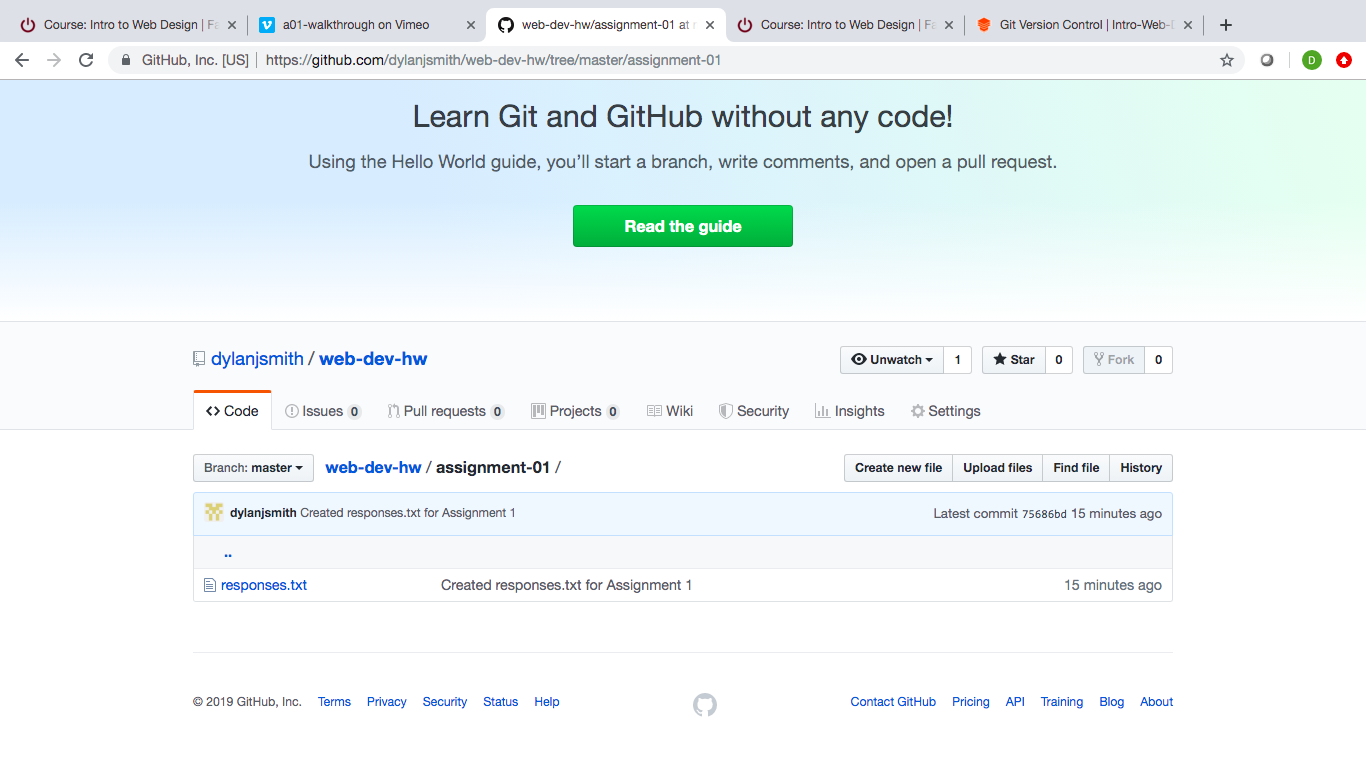 Course: Intro to Web Design | Fa
a01-walkthrough on Vimeo
web-dev-hw/assignment-01 at
Course: Intro to Web Design | Fa
Git Version Control | Intro-Web-
GitHub, Inc. [US] https://github.com/dylanjsmith/web-dev-hw/tree/master/assignment-01
D
Learn Git and GitHub without any code!
Using the Hello World guide, you’ll start a branch, write comments, and open a pull request.
Read the guide
dylanjsmith / web-dev-hw
Unwatch 1 Star 0 Fork 0
Code Issues 0 Pull requests 0 Projects 0 Wiki Security Insights Settings
Branch: master web-dev-hw / assignment-01 /
Create new file Upload files Find file History
dylanjsmith Created responses.txt for Assignment 1 Latest commit 75686bd 15 minutes ago
..
responses.txt Created responses.txt for Assignment 1 15 minutes ago
© 2019 GitHub, Inc. Terms Privacy Security Status Help Contact GitHub Pricing API Training Blog About